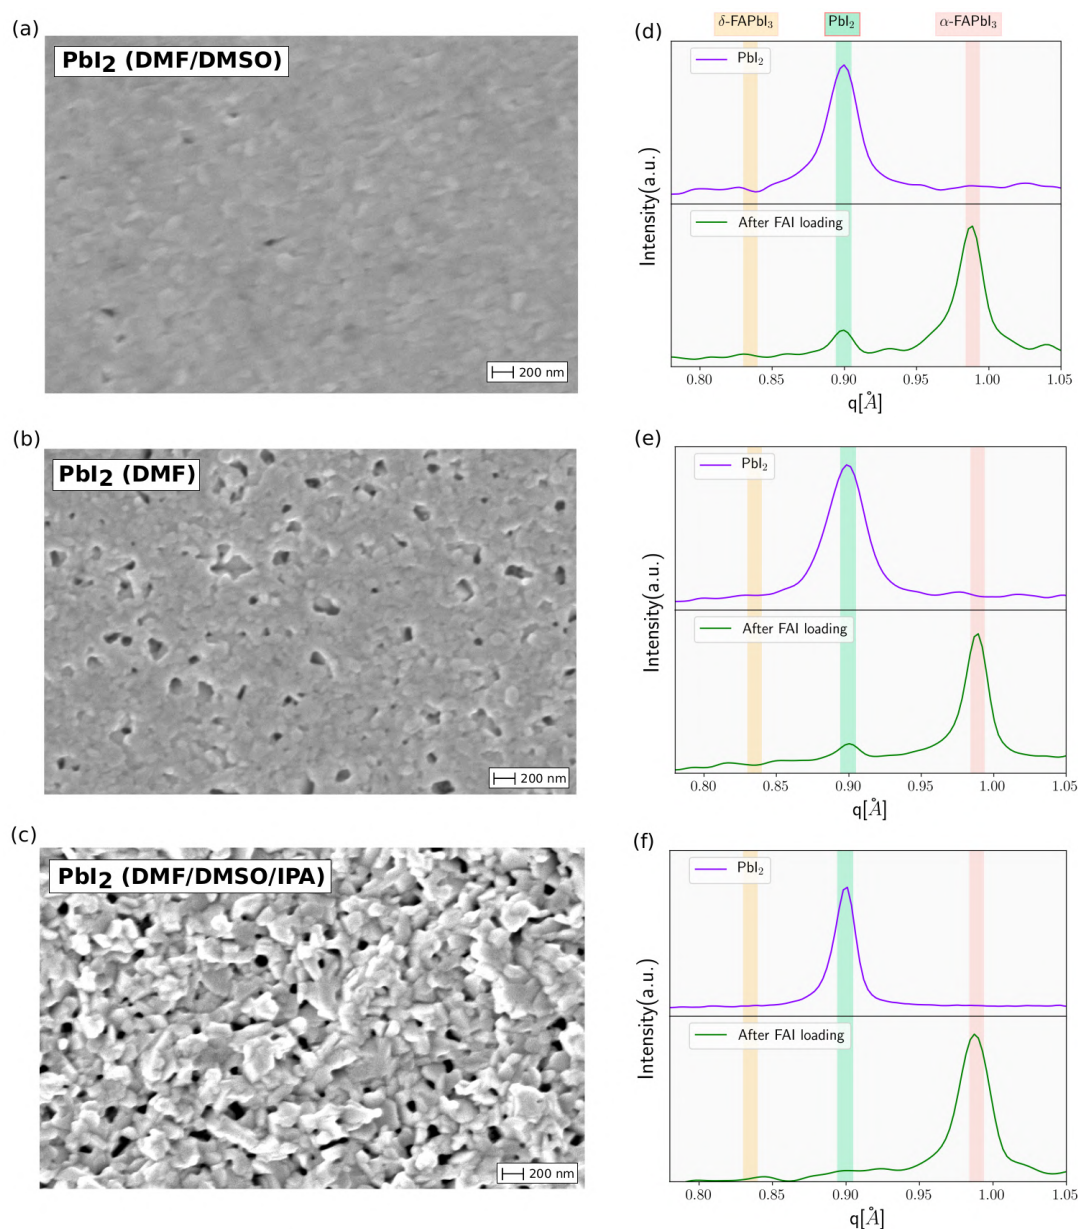 (a)
PbI₂ (DMF/DMSO)
200 nm
(d)
δ-FAPbI₃ PbI₂ α-FAPbI₃
PbI₂
After FAI loading
Intensity(a.u.)
0.80 0.85 0.90 0.95 1.00 1.05
q[Å]
(b)
PbI₂ (DMF)
200 nm
(e)
PbI₂
After FAI loading
Intensity(a.u.)
0.80 0.85 0.90 0.95 1.00 1.05
q[Å]
(c)
PbI₂ (DMF/DMSO/IPA)
200 nm
(f)
PbI₂
After FAI loading
Intensity(a.u.)
0.80 0.85 0.90 0.95 1.00 1.05
q[Å]